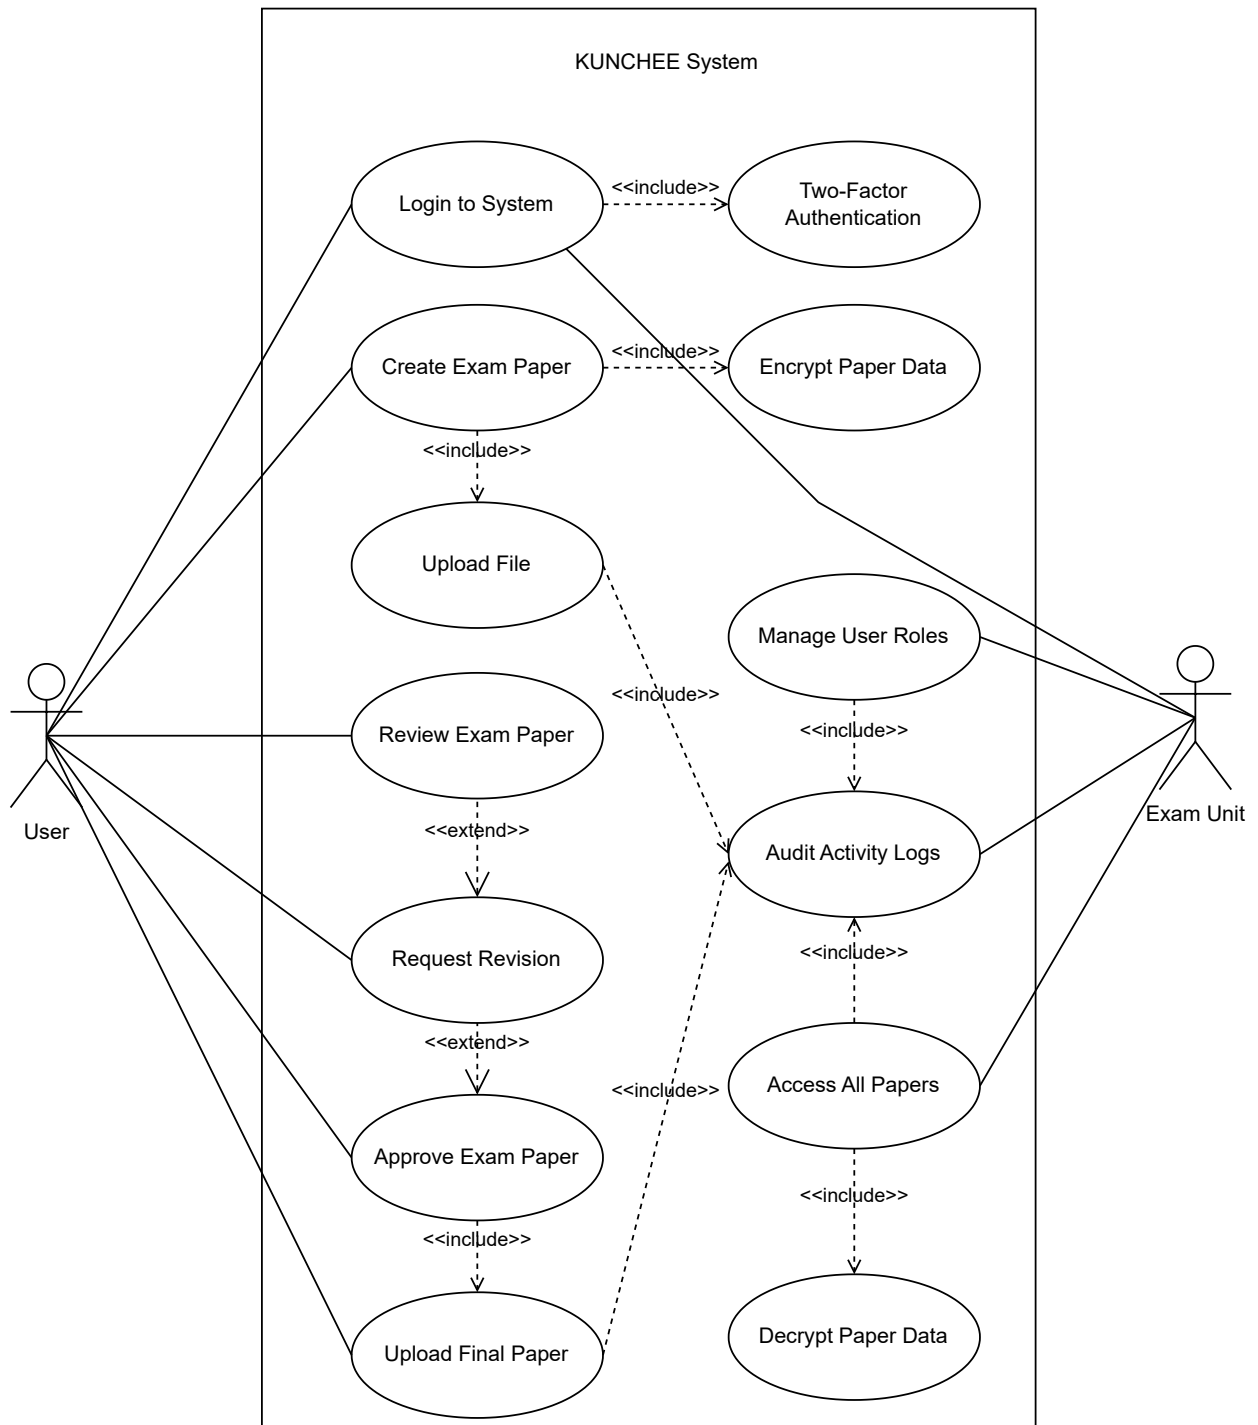 KUNCHEE System
Login to System
<<include>>
Two-Factor
Authentication
Create Exam Paper
<<include>>
Encrypt Paper Data
<<include>>
Upload File
Manage User Roles
<<include>>
Review Exam Paper
<<include>>
User
Exam Unit
<<extend>>
Audit Activity Logs
Request Revision
<<include>>
<<extend>>
<<include>>
Access All Papers
Approve Exam Paper
<<include>>
<<include>>
Upload Final Paper
Decrypt Paper Data